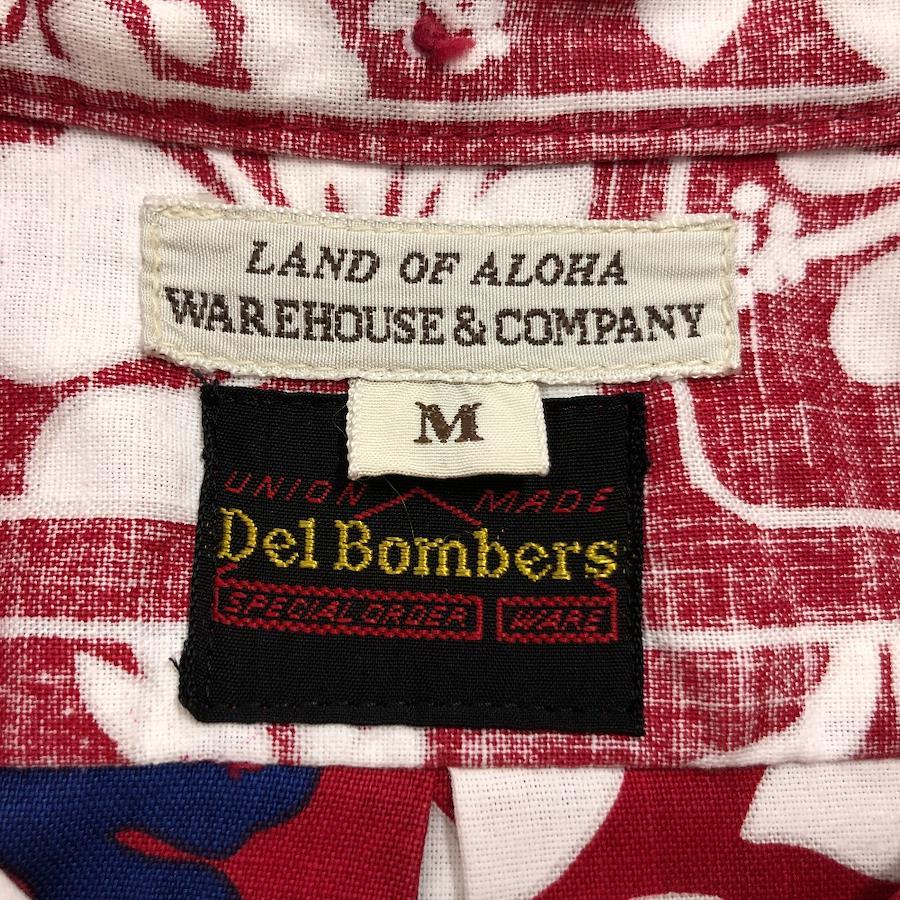 LAND OF ALOHA
WAREHOUSE & COMPANY
M
UNION MADE
Del Bombers
SPECIAL ORDER WARE